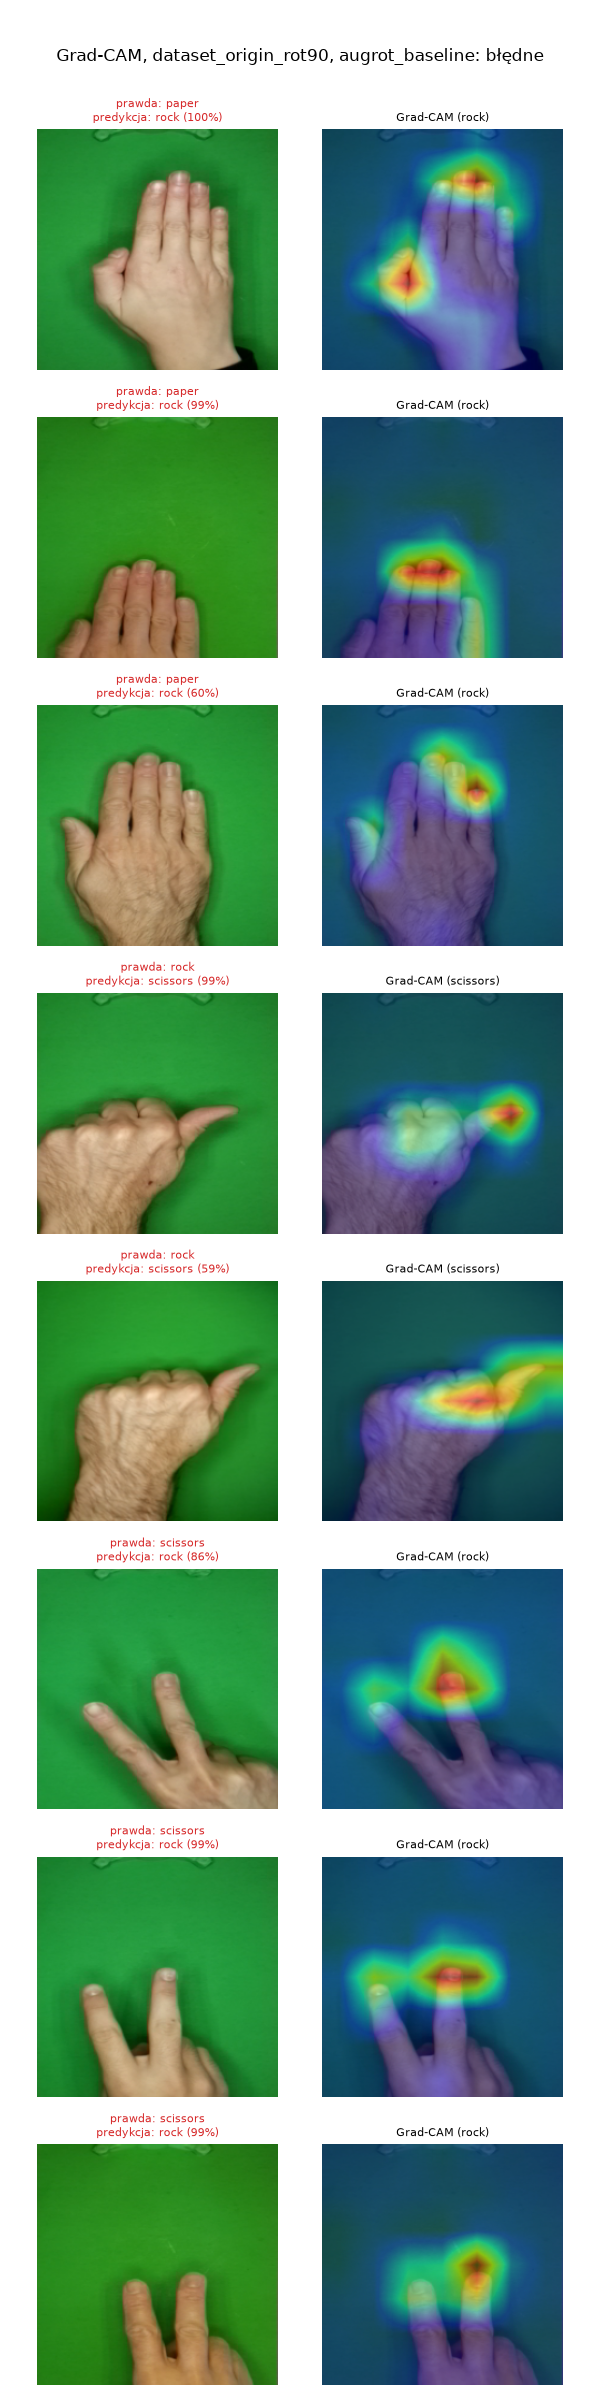 Grad-CAM, dataset_origin_rot90, augrot_baseline: błędne
prawda: paper
predykcja: rock (100%)
Grad-CAM (rock)
prawda: paper
predykcja: rock (99%)
Grad-CAM (rock)
prawda: paper
predykcja: rock (60%)
Grad-CAM (rock)
prawda: rock
predykcja: scissors (99%)
Grad-CAM (scissors)
prawda: rock
predykcja: scissors (59%)
Grad-CAM (scissors)
prawda: scissors
predykcja: rock (86%)
Grad-CAM (rock)
prawda: scissors
predykcja: rock (99%)
Grad-CAM (rock)
prawda: scissors
predykcja: rock (99%)
Grad-CAM (rock)